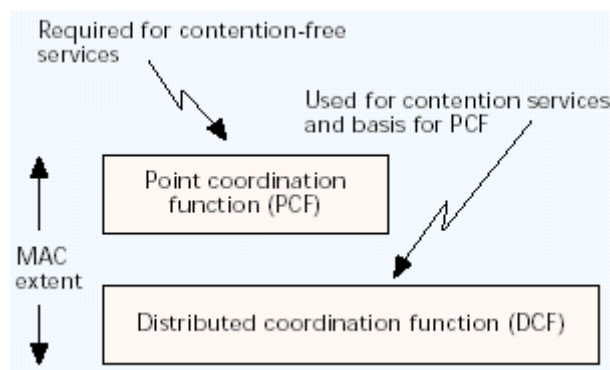 Required for contention-free
services
Used for contention services
and basis for PCF
Point coordination
function (PCF)
MAC
extent
Distributed coordination function (DCF)